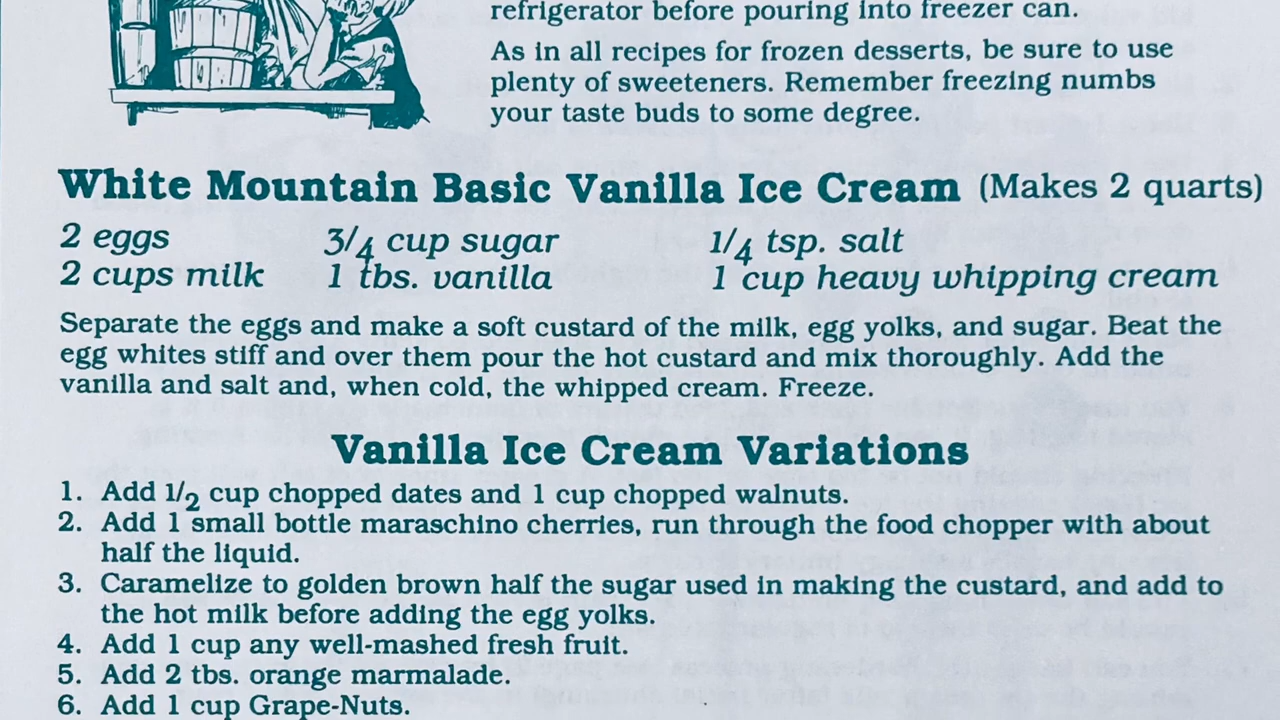 refrigerator before pouring into freezer can.
As in all recipes for frozen desserts, be sure to use
plenty of sweeteners. Remember freezing numbs
your taste buds to some degree.
White Mountain Basic Vanilla Ice Cream (Makes 2 quarts)
2 eggs 3/4 cup sugar 1/4 tsp. salt
2 cups milk 1 tbs. vanilla 1 cup heavy whipping cream
Separate the eggs and make a soft custard of the milk, egg yolks, and sugar. Beat the
egg whites stiff and over them pour the hot custard and mix thoroughly. Add the
vanilla and salt and, when cold, the whipped cream. Freeze.
Vanilla Ice Cream Variations
1. Add 1/2 cup chopped dates and 1 cup chopped walnuts.
2. Add 1 small bottle maraschino cherries, run through the food chopper with about
half the liquid.
3. Caramelize to golden brown half the sugar used in making the custard, and add to
the hot milk before adding the egg yolks.
4. Add 1 cup any well-mashed fresh fruit.
5. Add 2 tbs. orange marmalade.
6. Add 1 cup Grape-Nuts.